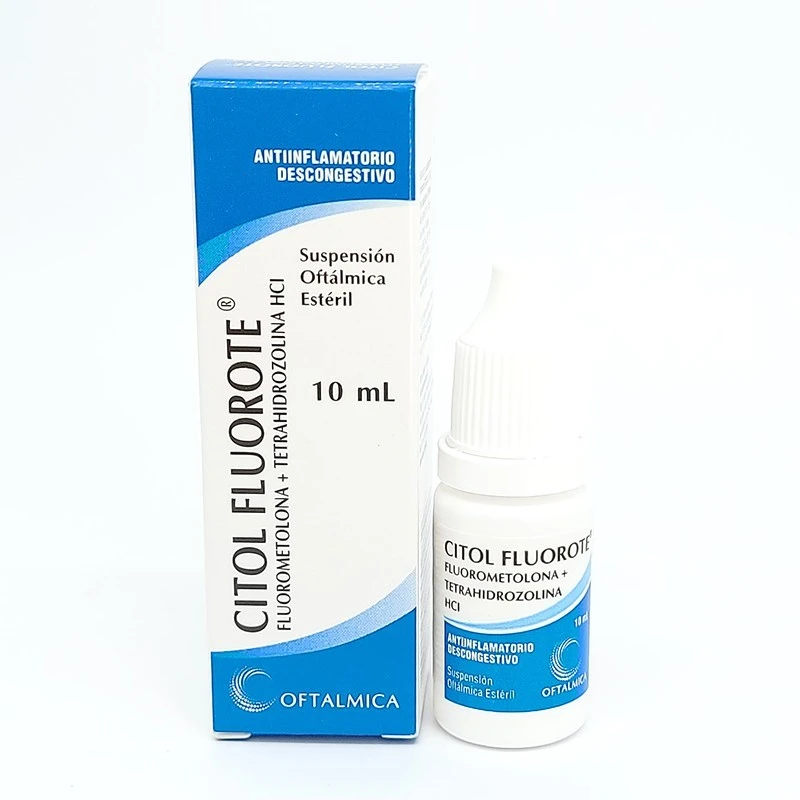 ANTIINFLAMATORIO
DESCONGESTIVO
Suspensión
Oftálmica
Estéril
10 mL
CITOL FLUOROTE®
FLUOROMETOLONA + TETRAHIDROZOLINA HCl
OFTALMICA
CITOL FLUOROTE®
FLUOROMETOLONA +
TETRAHIDROZOLINA
HCl
10 mL
ANTIINFLAMATORIO
DESCONGESTIVO
Suspensión
Oftálmica Estéril
OFTALMICA